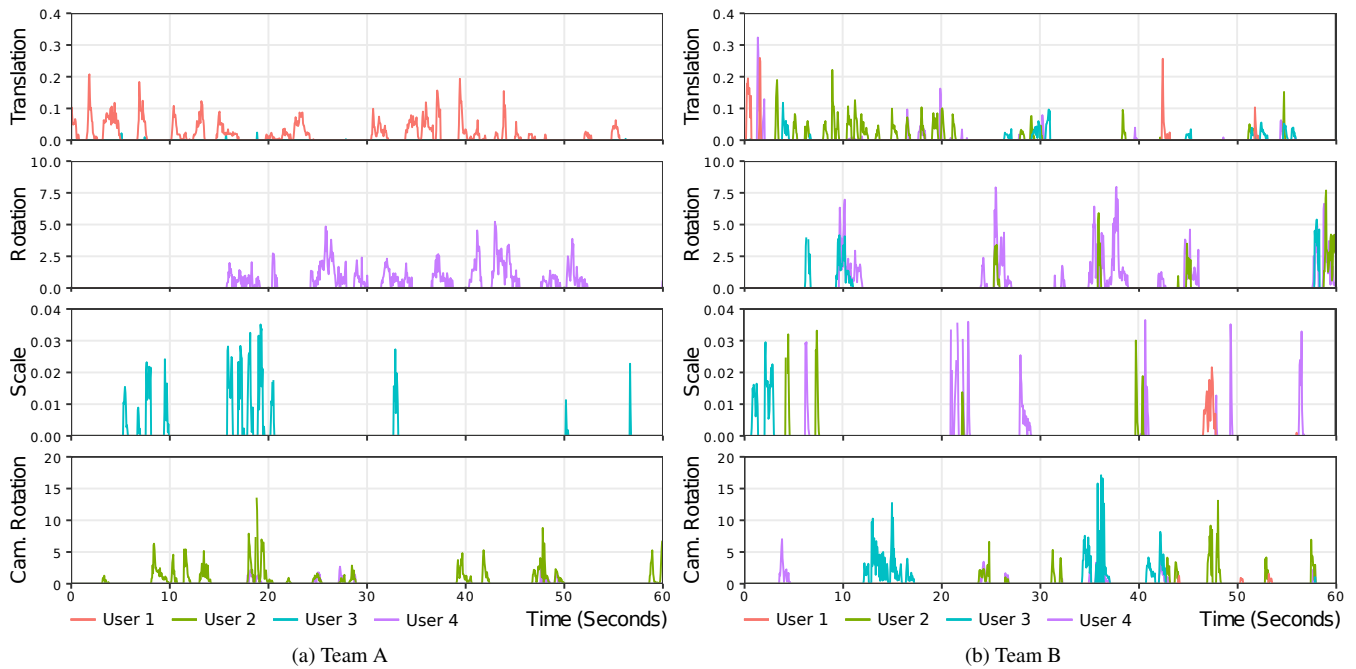 Translation
0.4
0.3
0.2
0.1
0.0
Rotation
10.0
7.5
5.0
2.5
0.0
Scale
0.04
0.03
0.02
0.01
0.00
Cam. Rotation
20
15
10
5
0
0 10 20 30 40 50 60
User 1 User 2 User 3 User 4 Time (Seconds)
(a) Team A
Translation
0.4
0.3
0.2
0.1
0.0
Rotation
10.0
7.5
5.0
2.5
0.0
Scale
0.04
0.03
0.02
0.01
0.00
Cam. Rotation
20
15
10
5
0
0 10 20 30 40 50 60
User 1 User 2 User 3 User 4 Time (Seconds)
(b) Team B